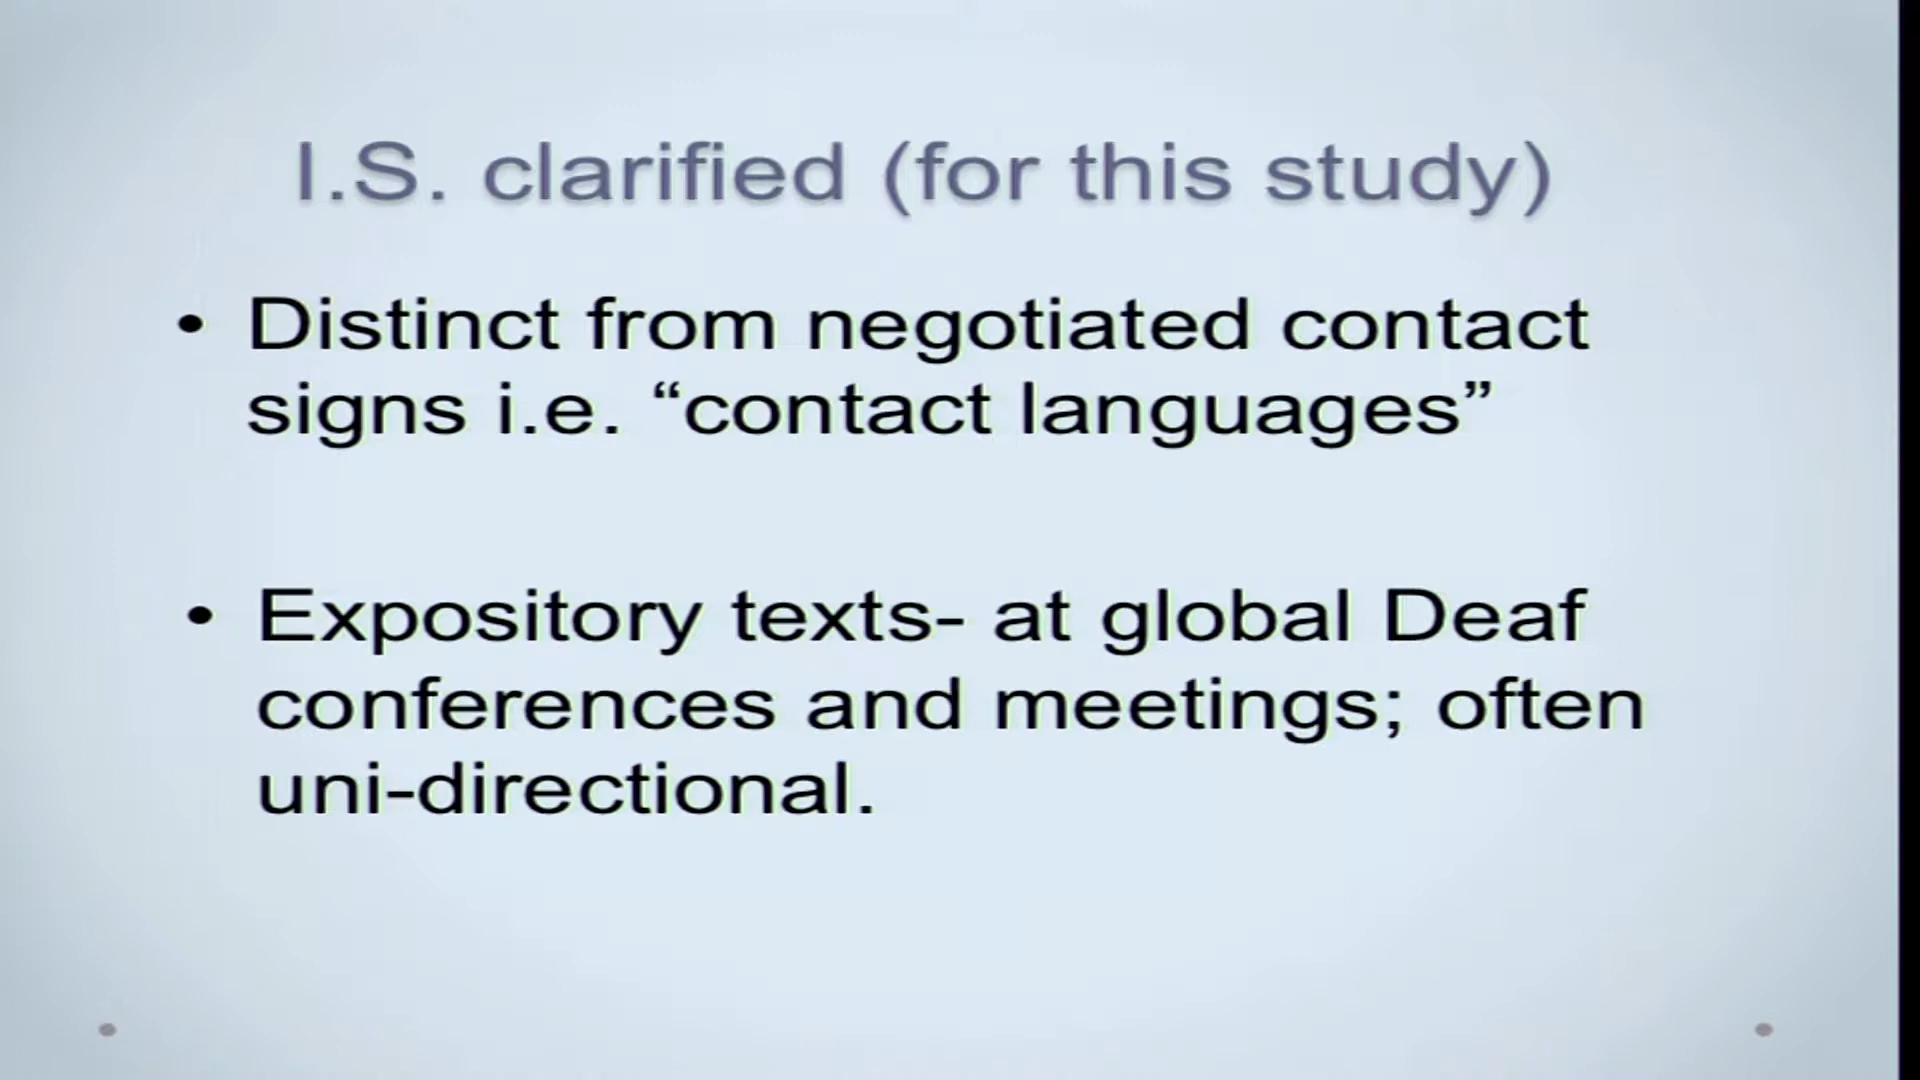 I.S. clarified (for this study)
• Distinct from negotiated contact
signs i.e. “contact languages”
• Expository texts- at global Deaf
conferences and meetings; often
uni-directional.